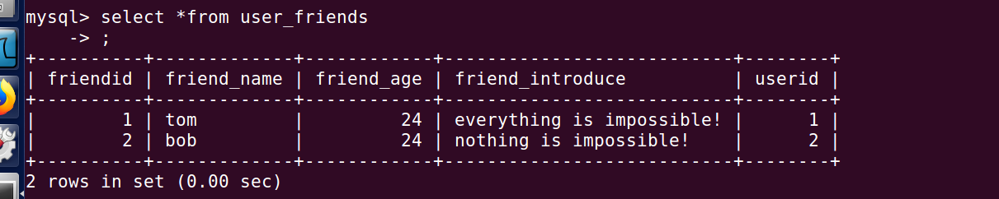 mysql> select *from user_friends
    -> ;
+----------+-------------+------------+---------------------------+--------+
| friendid | friend_name | friend_age | friend_introduce          | userid |
+----------+-------------+------------+---------------------------+--------+
|        1 | tom         |         24 | everything is impossible! |      1 |
|        2 | bob         |         24 | nothing is impossible!    |      2 |
+----------+-------------+------------+---------------------------+--------+
2 rows in set (0.00 sec)